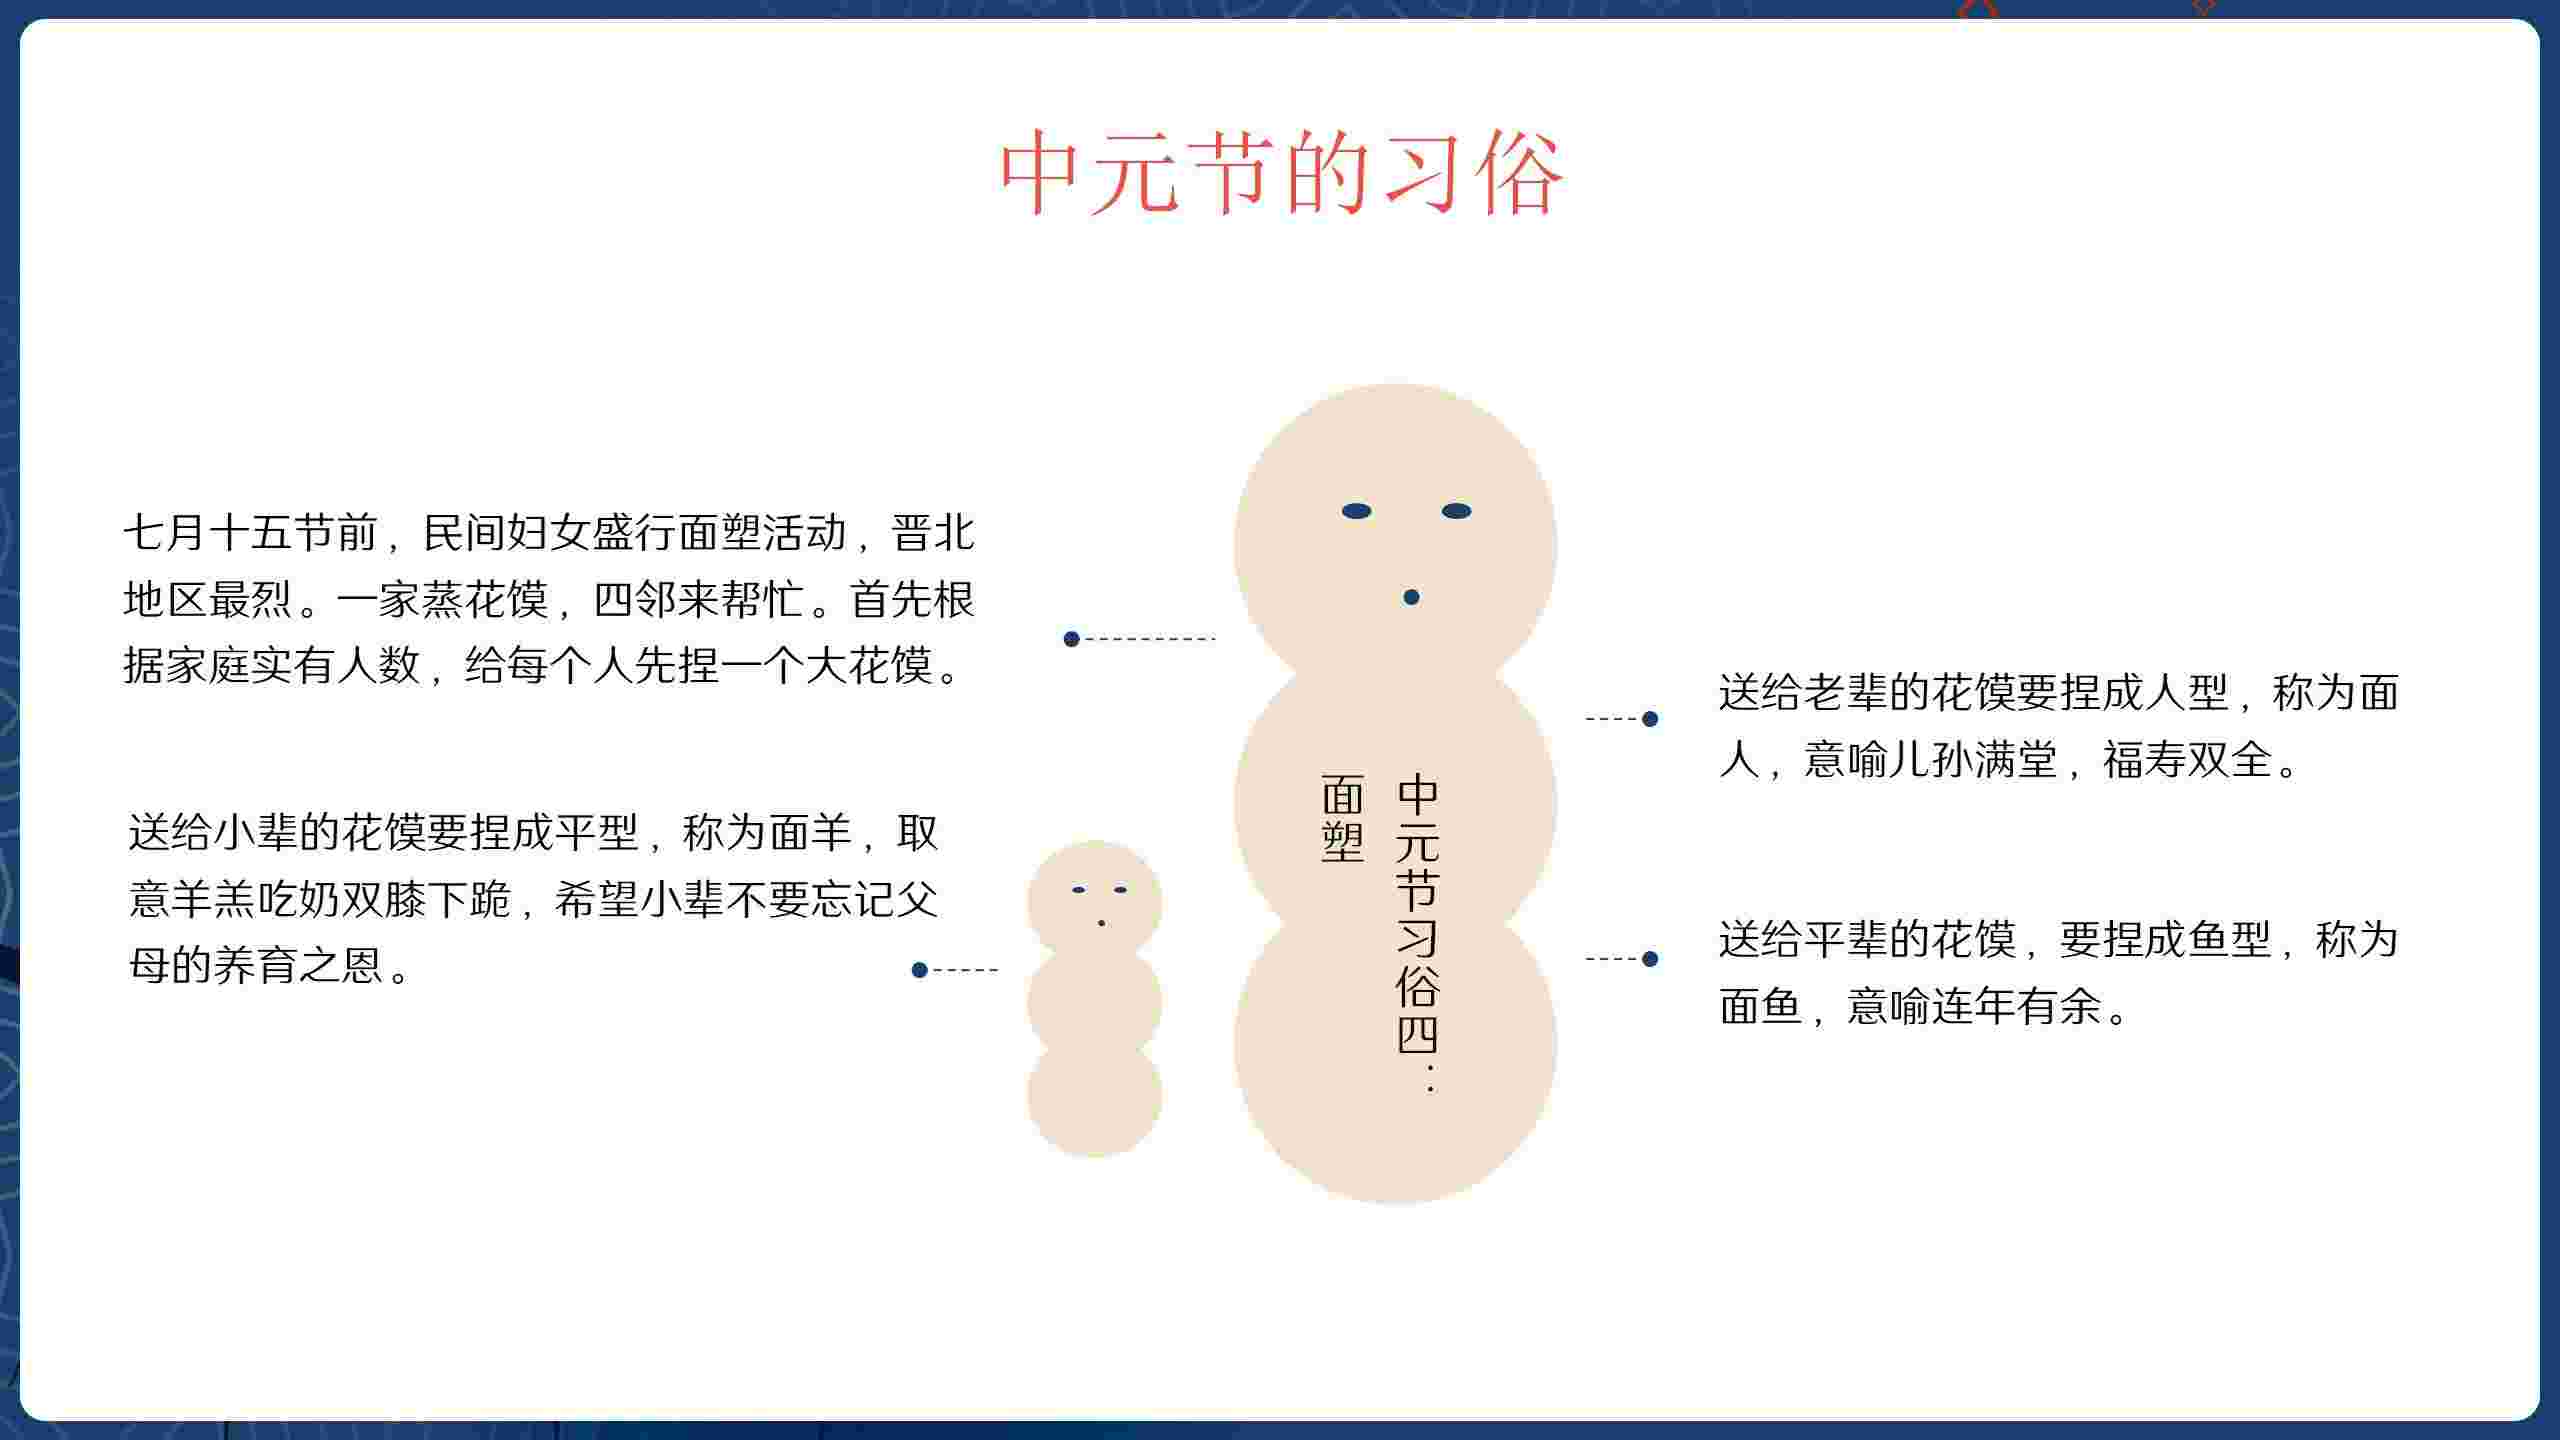 中元节的习俗
七月十五节前，民间妇女盛行面塑活动，晋北
地区最烈。一家蒸花馍，四邻来帮忙。首先根
据家庭实有人数，给每个人先捏一个大花馍。
送给小辈的花馍要捏成平型，称为面羊，取
意羊羔吃奶双膝下跪，希望小辈不要忘记父
母的养育之恩。
中元节习俗四：
面塑
送给老辈的花馍要捏成人型，称为面
人，意喻儿孙满堂，福寿双全。
送给平辈的花馍，要捏成鱼型，称为
面鱼，意喻连年有余。